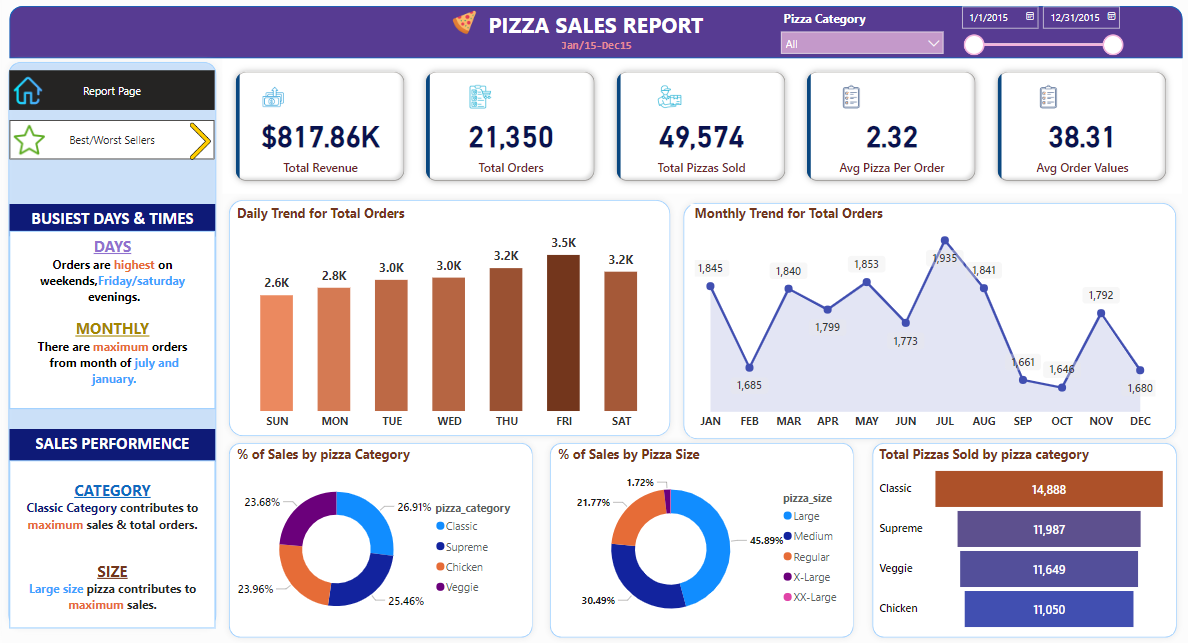 PIZZA SALES REPORT
Jan/15-Dec15
Pizza Category
All
1/1/2015
12/31/2015
Report Page
Best/Worst Sellers
$817.86K
Total Revenue
21,350
Total Orders
49,574
Total Pizzas Sold
2.32
Avg Pizza Per Order
38.31
Avg Order Values
BUSIEST DAYS & TIMES
DAYS
Orders are highest on
weekends,Friday/saturday
evenings.
MONTHLY
There are maximum orders
from month of july and
january.
SALES PERFORMENCE
CATEGORY
Classic Category contributes to
maximum sales & total orders.
SIZE
Large size pizza contributes to
maximum sales.
Daily Trend for Total Orders
2.6K
2.8K
3.0K
3.0K
3.2K
3.5K
3.2K
SUN
MON
TUE
WED
THU
FRI
SAT
Monthly Trend for Total Orders
1,845
1,685
1,840
1,799
1,853
1,773
1,935
1,841
1,661
1,646
1,792
1,680
JAN
FEB
MAR
APR
MAY
JUN
JUL
AUG
SEP
OCT
NOV
DEC
% of Sales by pizza Category
23.68%
26.91%
23.96%
25.46%
pizza_category
Classic
Supreme
Chicken
Veggie
% of Sales by Pizza Size
1.72%
21.77%
45.89%
30.49%
pizza_size
Large
Medium
Regular
X-Large
XX-Large
Total Pizzas Sold by pizza category
Classic
14,888
Supreme
11,987
Veggie
11,649
Chicken
11,050